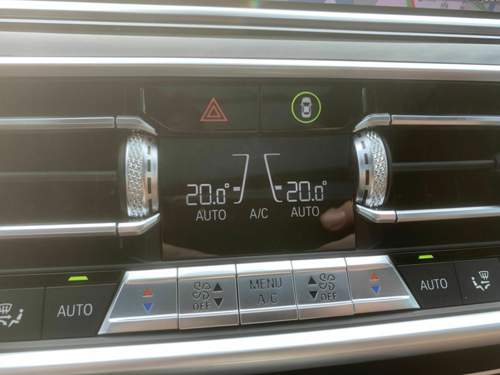 20.0° 20.0°
AUTO A/C AUTO
MENU
A/C
OFF OFF
AUTO AUTO